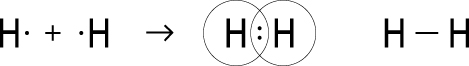 H· + ·H → H:H H — H